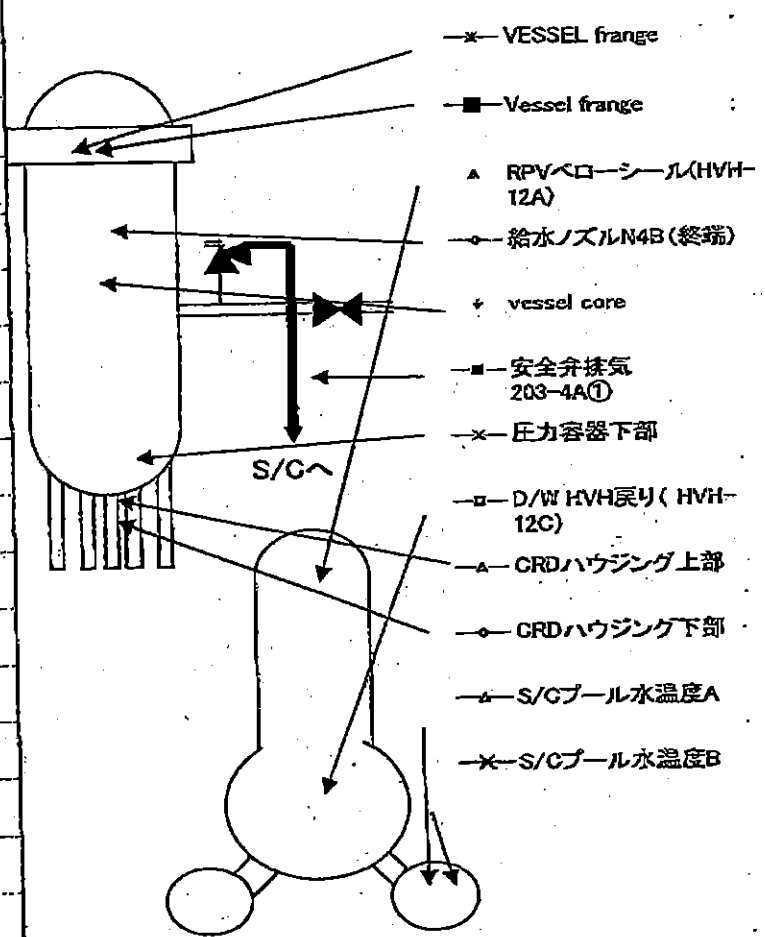 VESSEL frange
Vessel frange
RPVベローシール(HVH-
12A)
給水ノズルN4B(終端)
vessel core
安全弁排気
203-4A①
圧力容器下部
S/Cへ
D/W HVH戻り( HVH-
12C)
CRDハウジング上部
CRDハウジング下部
S/Cプール水温度A
S/Cプール水温度B